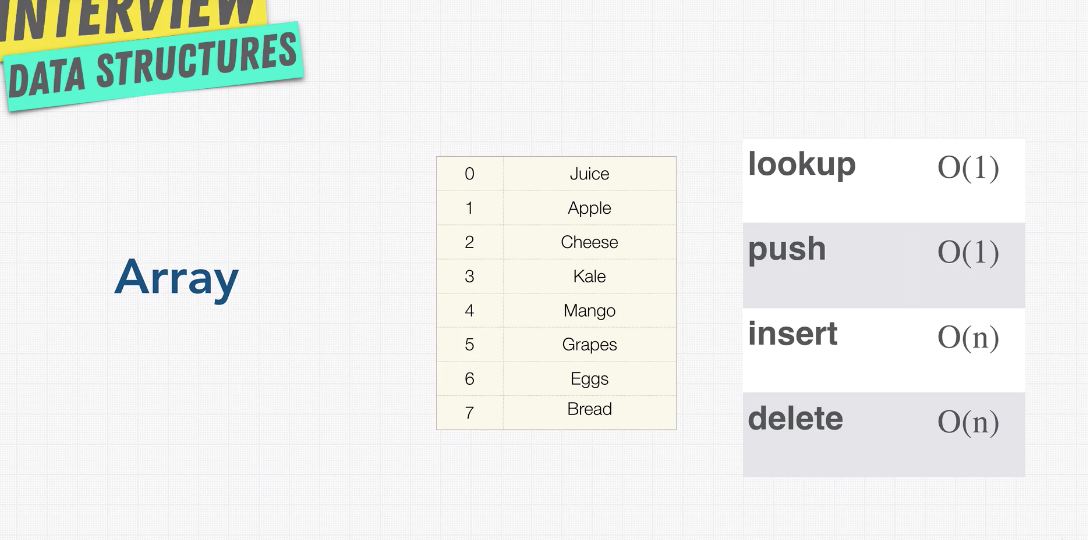 INTERVIEW
DATA STRUCTURES
Array
0 Juice
1 Apple
2 Cheese
3 Kale
4 Mango
5 Grapes
6 Eggs
7 Bread
lookup O(1)
push O(1)
insert O(n)
delete O(n)